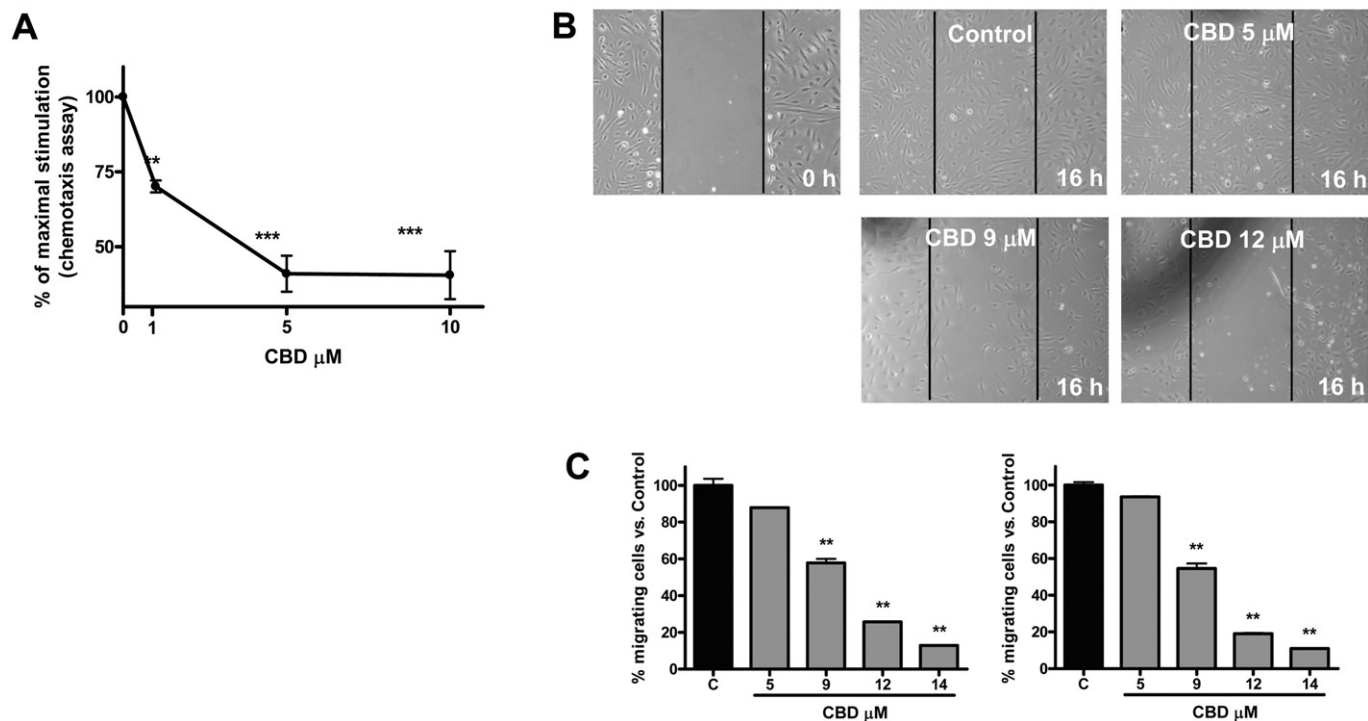 A
% of maximal stimulation
(chemotaxis assay)
100
75
50
**
***
***
0
1
5
10
CBD μM
B
0 h
Control
16 h
CBD 5 μM
16 h
CBD 9 μM
16 h
CBD 12 μM
16 h
C
% migrating cells vs. Control
100
80
60
40
20
0
**
**
**
C
5
9
12
14
CBD μM
% migrating cells vs. Control
100
80
60
40
20
0
**
**
**
C
5
9
12
14
CBD μM